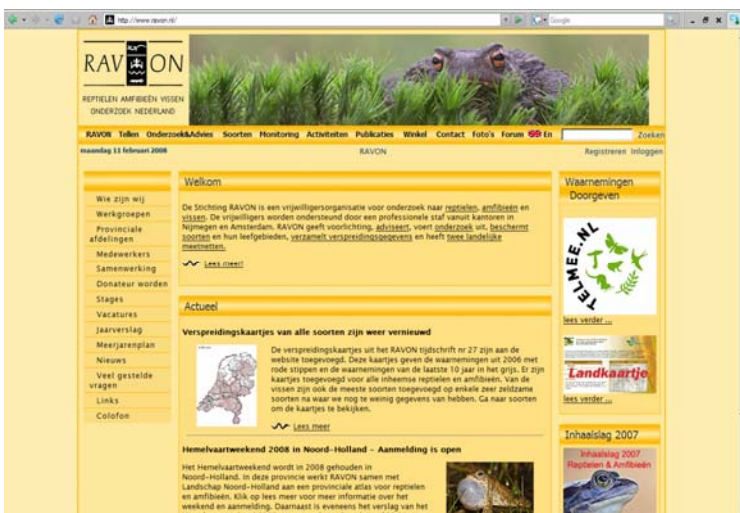 http://www.ravon.nl/
Google
RAVON
REPTIELEN AMFIBIEËN VISSEN
ONDERZOEK NEDERLAND
RAVON Tellen Onderzoek&Advies Soorten Monitoring Activiteiten Publicaties Winkel Contact Foto's Forum En Zoeken
maandag 11 februari 2008
RAVON
Registreren Inloggen
Wie zijn wij
Werkgroepen
Provinciale
afdelingen
Medewerkers
Samenwerking
Donateur worden
Stages
Vacatures
Jaarverslag
Meerjarenplan
Nieuws
Veel gestelde
vragen
Links
Colofon
Welkom
De Stichting RAVON is een vrijwilligersorganisatie voor onderzoek naar reptielen, amfibieën en
vissen. De vrijwilligers worden ondersteund door een professionele staf vanuit kantoren in
Nijmegen en Amsterdam. RAVON geeft voorlichting, adviseert, voert onderzoek uit, beschermt
soorten en hun leefgebieden, verzamelt verspreidingsgegevens en heeft twee landelijke
meetnetten.
Lees meer!
Actueel
Verspreidingskaartjes van alle soorten zijn weer vernieuwd
De verspreidingskaartjes uit het RAVON tijdschrift nr 27 zijn aan de
website toegevoegd. Deze kaartjes geven de waarnemingen uit 2006 met
rode stippen en de waarnemingen van de laatste 10 jaar in het grijs. Er zijn
kaartjes toegevoegd voor alle inheemse reptielen en amfibieën. Van de
vissen zijn ook de meeste soorten toegevoegd op enkele zeer zeldzame
soorten na waar we nog te weinig gegevens van hebben. Ga naar soorten
om de kaartjes te bekijken.
Lees meer
Hemelvaartweekend 2008 in Noord-Holland - Aanmelding is open
Het Hemelvaartweekend wordt in 2008 gehouden in
Noord-Holland. In deze provincie werkt RAVON samen met
Landschap Noord-Holland aan een provinciale atlas voor reptielen
en amfibieën. Klik op lees meer voor meer informatie over het
weekend en aanmelding. Daarnaast is eveneens het verslag van het
Waarnemingen
Doorgeven
TELMEE.NL
lees verder ...
Landkaartje
lees verder ...
Inhaalslag 2007
Inhaalslag 2007
Reptielen & Amfibieën